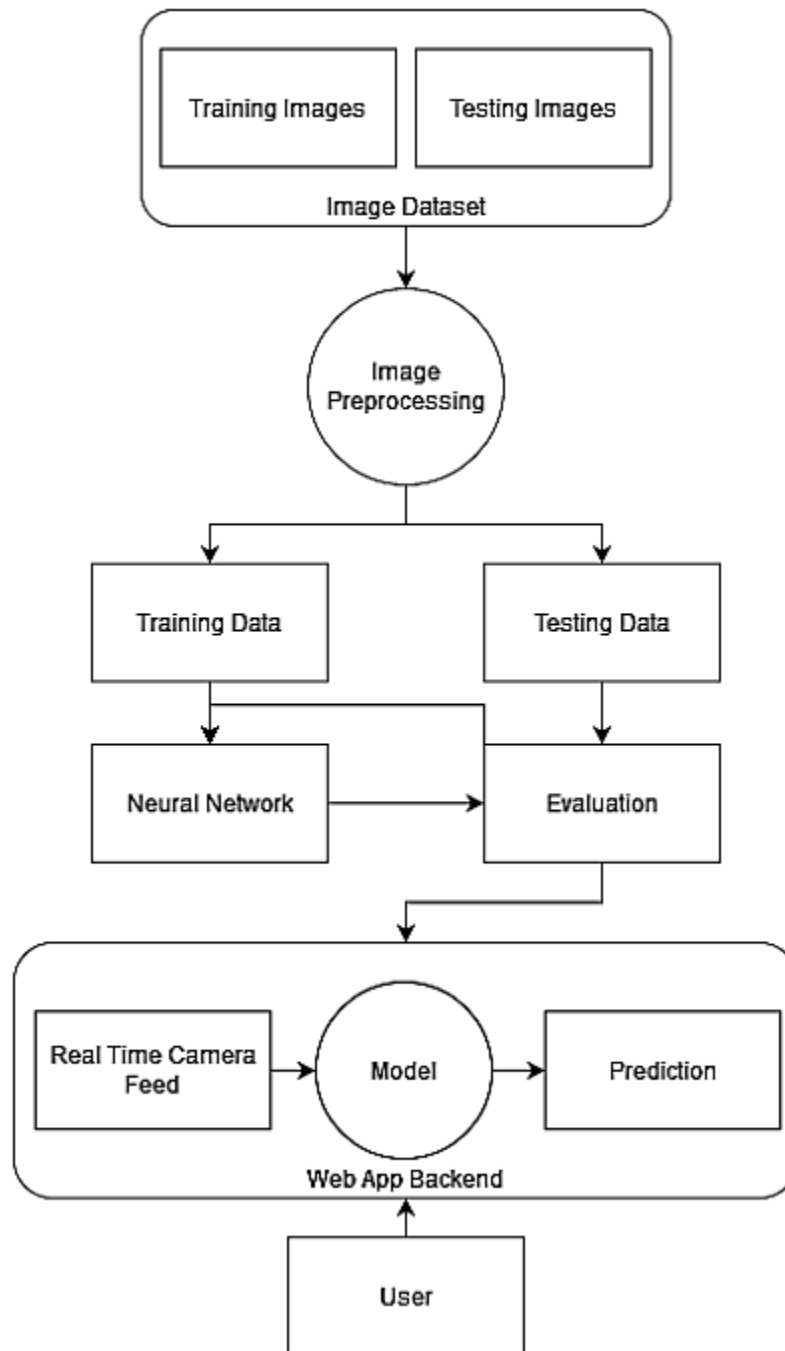 Training Images
Testing Images
Image Dataset
Image
Preprocessing
Training Data
Testing Data
Neural Network
Evaluation
Real Time Camera
Feed
Model
Prediction
Web App Backend
User